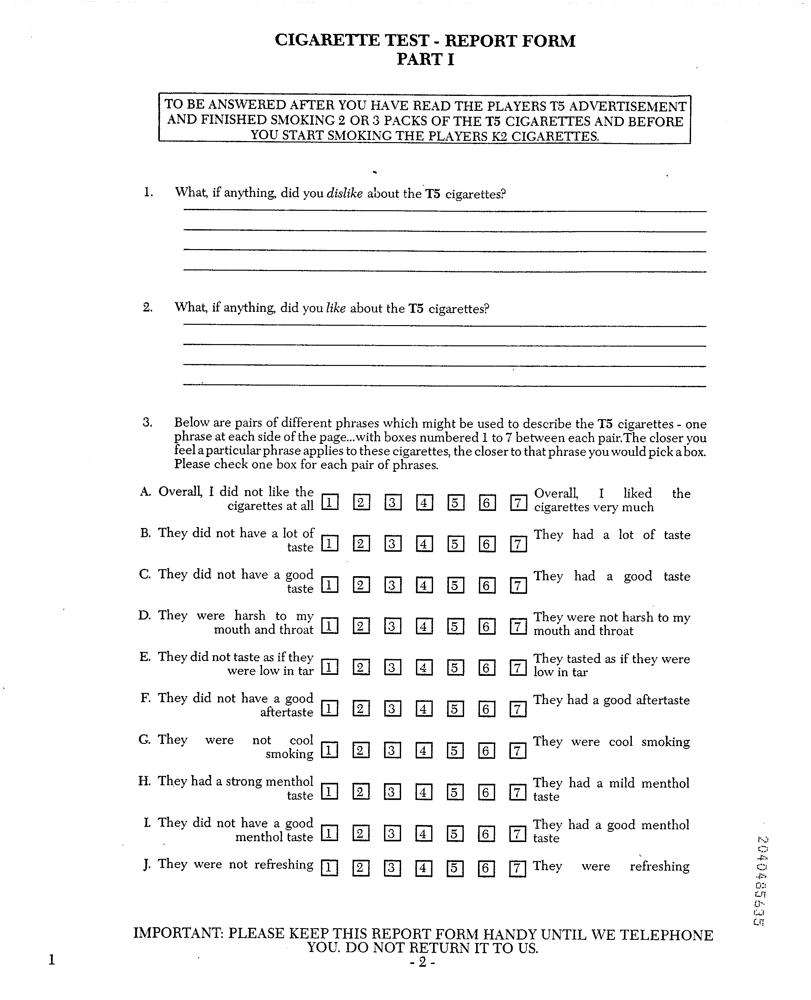 CIGARETTE TEST - REPORT FORM
PART I
TO BE ANSWERED AFTER YOU HAVE READ THE PLAYERS T5 ADVERTISEMENT
AND FINISHED SMOKING 2 OR 3 PACKS OF THE T5 CIGARETTES AND BEFORE
YOU START SMOKING THE PLAYERS K2 CIGARETTES.
1. What, if anything, did you dislike about the T5 cigarettes?
2. What, if anything, did you like about the T5 cigarettes?
3. Below are pairs of different phrases which might be used to describe the T5 cigarettes - one
phrase at each side of the page...with boxes numbered 1 to 7 between each pair.The closer you
feel a particular phrase applies to these cigarettes, the closer to that phrase you would pick a box.
Please check one box for each pair of phrases.
A. Overall, I did not like the
cigarettes at all 1 2 3 4 5 6 7 Overall, I liked the
cigarettes very much
B. They did not have a lot of
taste 1 2 3 4 5 6 7 They had a lot of taste
C. They did not have a good
taste 1 2 3 4 5 6 7 They had a good taste
D. They were harsh to my
mouth and throat 1 2 3 4 5 6 7 They were not harsh to my
mouth and throat
E. They did not taste as if they
were low in tar 1 2 3 4 5 6 7 They tasted as if they were
low in tar
F. They did not have a good
aftertaste 1 2 3 4 5 6 7 They had a good aftertaste
G. They were not cool
smoking 1 2 3 4 5 6 7 They were cool smoking
H. They had a strong menthol
taste 1 2 3 4 5 6 7 They had a mild menthol
taste
I. They did not have a good
menthol taste 1 2 3 4 5 6 7 They had a good menthol
taste
J. They were not refreshing 1 2 3 4 5 6 7 They were refreshing
2040485635
IMPORTANT: PLEASE KEEP THIS REPORT FORM HANDY UNTIL WE TELEPHONE
YOU. DO NOT RETURN IT TO US.
1
- 2 -